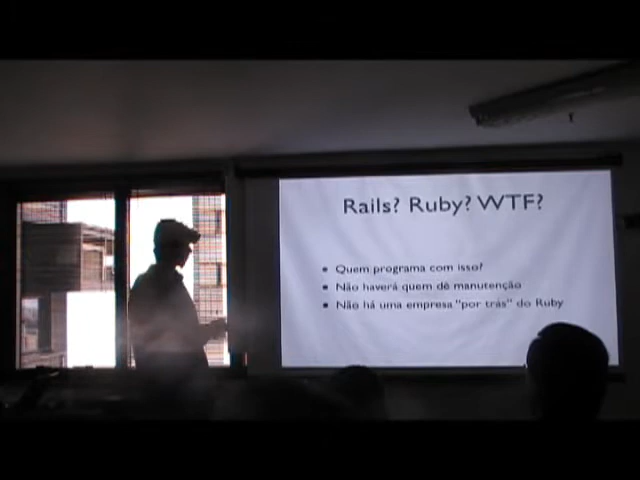 Rails? Ruby? WTF?
Quem programa com isso?
Não haverá quem dê manutenção
Não há uma empresa "por trás" do Ruby